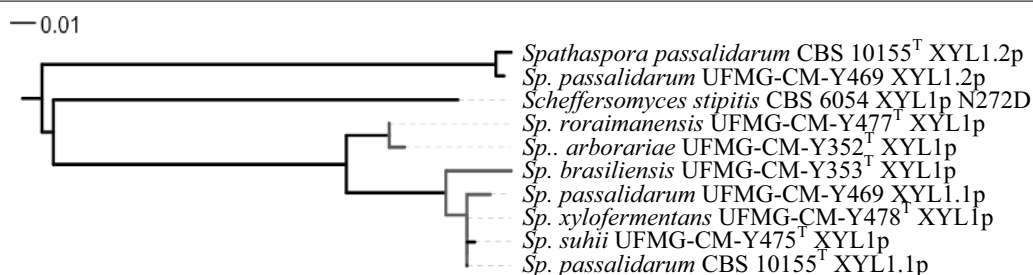 0.01
Spathaspora passalidarum CBS 10155ᵀ XYL1.2p
Sp. passalidarum UFMG-CM-Y469 XYL1.2p
Scheffersomyces stipitis CBS 6054 XYL1p N272D
Sp. roraimanensis UFMG-CM-Y477ᵀ XYL1p
Sp.. arborariae UFMG-CM-Y352ᵀ XYL1p
Sp. brasiliensis UFMG-CM-Y353ᵀ XYL1p
Sp. passalidarum UFMG-CM-Y469 XYL1.1p
Sp. xylofermentans UFMG-CM-Y478ᵀ XYL1p
Sp. suhii UFMG-CM-Y475ᵀ XYL1p
Sp. passalidarum CBS 10155ᵀ XYL1.1p